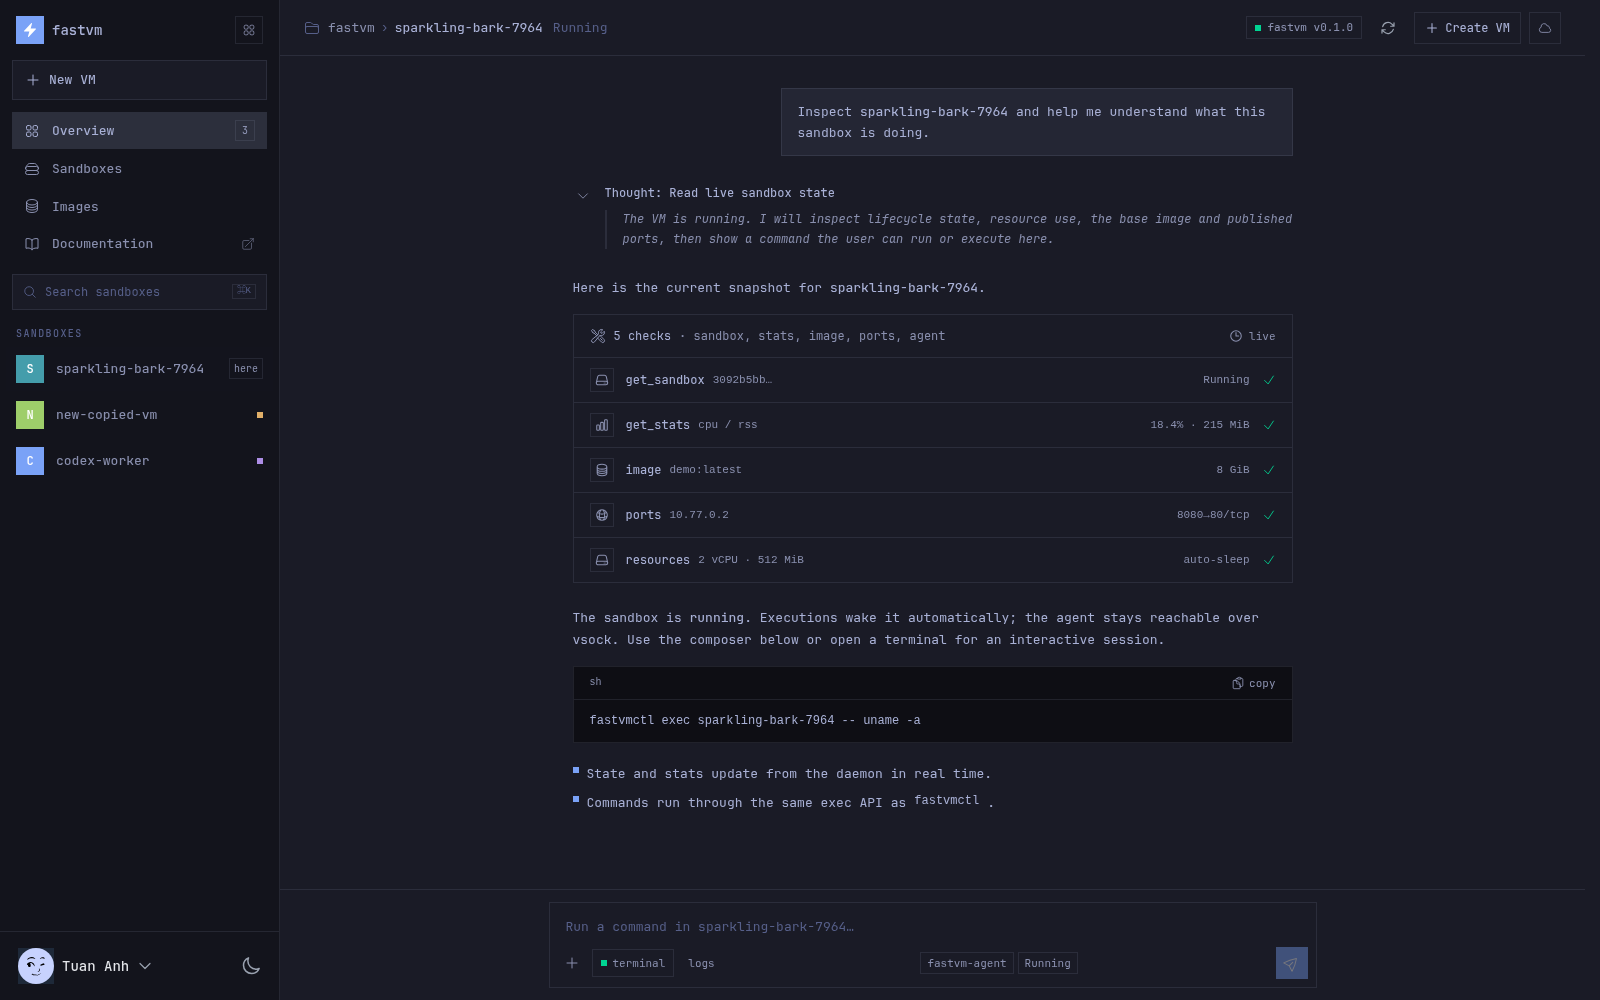 fastvm
New VM
Overview 3
Sandboxes
Images
Documentation
Search sandboxes ⌘K
SANDBOXES
S sparkling-bark-7964 here
N new-copied-vm
C codex-worker
Tuan Anh
fastvm › sparkling-bark-7964 Running
fastvm v0.1.0
Create VM
Inspect sparkling-bark-7964 and help me understand what this
sandbox is doing.
Thought: Read live sandbox state
The VM is running. I will inspect lifecycle state, resource use, the base image and published
ports, then show a command the user can run or execute here.
Here is the current snapshot for sparkling-bark-7964.
5 checks · sandbox, stats, image, ports, agent live
get_sandbox 3092b5bb… Running
get_stats cpu / rss 18.4% · 215 MiB
image demo:latest 8 GiB
ports 10.77.0.2 8080→80/tcp
resources 2 vCPU · 512 MiB auto-sleep
The sandbox is running. Executions wake it automatically; the agent stays reachable over
vsock. Use the composer below or open a terminal for an interactive session.
sh copy
fastvmctl exec sparkling-bark-7964 -- uname -a
State and stats update from the daemon in real time.
Commands run through the same exec API as fastvmctl .
Run a command in sparkling-bark-7964…
terminal logs fastvm-agent Running